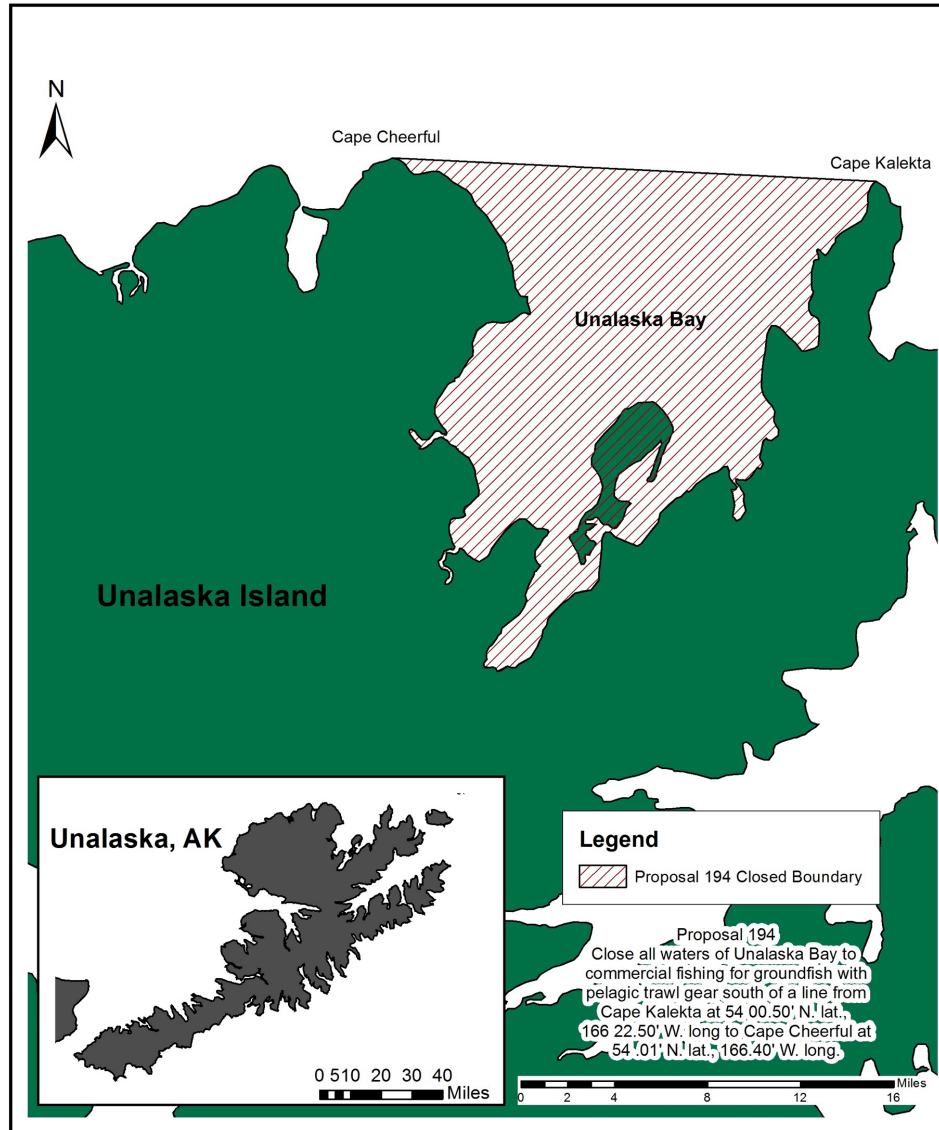 N
Cape Cheerful
Cape Kalekta
Unalaska Bay
Unalaska Island
Unalaska, AK
0 5 10 20 30 40
Miles
Legend
Proposal 194 Closed Boundary
Proposal 194
Close all waters of Unalaska Bay to
commercial fishing for groundfish with
pelagic trawl gear south of a line from
Cape Kalekta at 54 00.50' N. lat.,
166 22.50' W. long to Cape Cheerful at
54 .01' N. lat., 166.40' W. long.
Miles
0 2 4 8 12 16